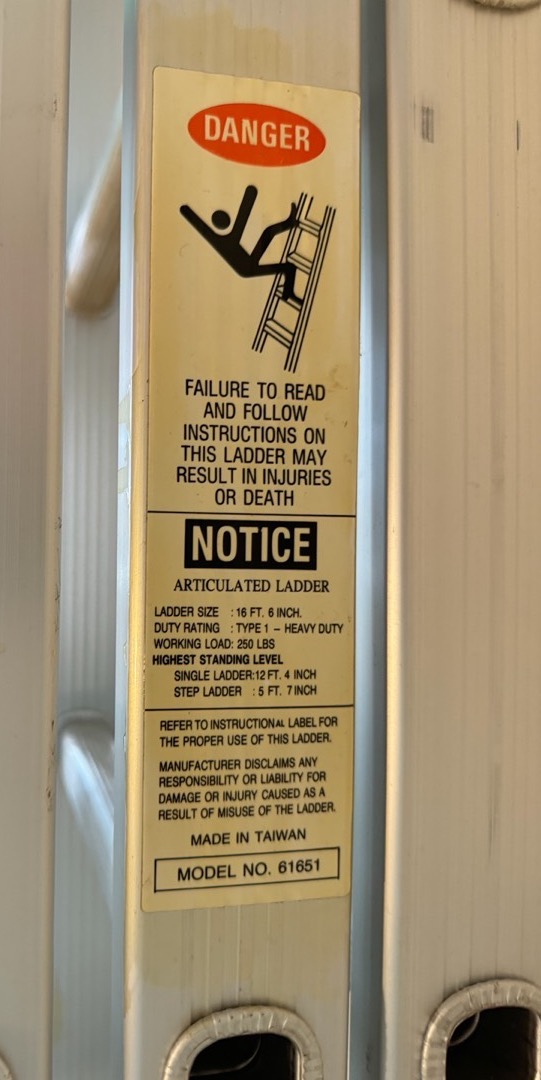 DANGER
FAILURE TO READ
AND FOLLOW
INSTRUCTIONS ON
THIS LADDER MAY
RESULT IN INJURIES
OR DEATH
NOTICE
ARTICULATED LADDER
LADDER SIZE : 16 FT. 6 INCH.
DUTY RATING : TYPE 1 – HEAVY DUTY
WORKING LOAD: 250 LBS
HIGHEST STANDING LEVEL
SINGLE LADDER:12 FT. 4 INCH
STEP LADDER : 5 FT. 7 INCH
REFER TO INSTRUCTIONAL LABEL FOR
THE PROPER USE OF THIS LADDER.
MANUFACTURER DISCLAIMS ANY
RESPONSIBILITY OR LIABILITY FOR
DAMAGE OR INJURY CAUSED AS A
RESULT OF MISUSE OF THE LADDER.
MADE IN TAIWAN
MODEL NO. 61651